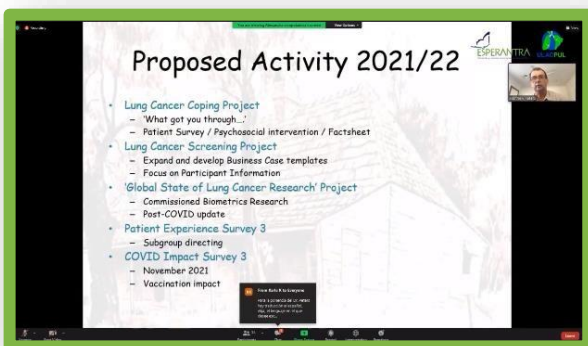 ESPERANTRA
ULACPUL
Proposed Activity 2021/22
• Lung Cancer Coping Project
– 'What got you through....'
– Patient Survey / Psychosocial intervention / Factsheet
• Lung Cancer Screening Project
– Expand and develop Business Case templates
– Focus on Participant Information
• 'Global State of Lung Cancer Research' Project
– Commissioned Biometrics Research
– Post-COVID update
• Patient Experience Survey 3
– Subgroup directing
• COVID Impact Survey 3
– November 2021
– Vaccination impact